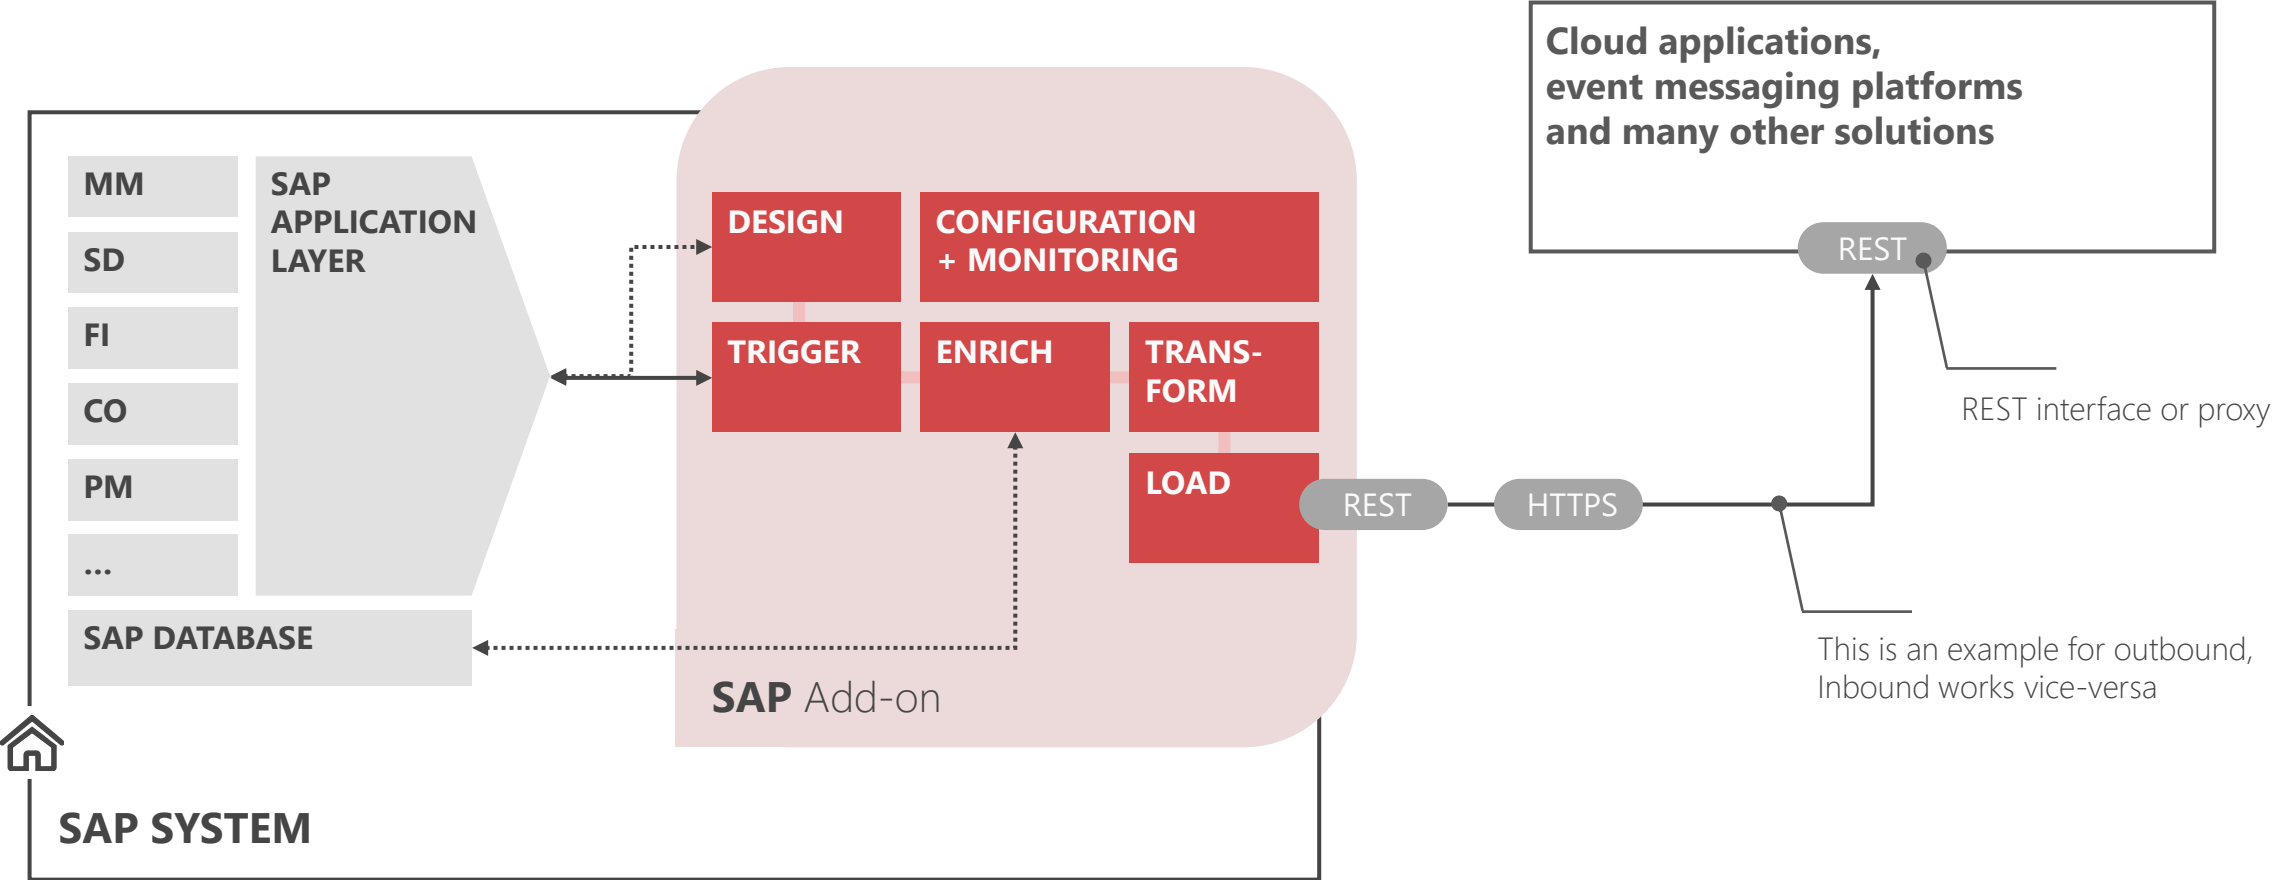 Cloud applications,
event messaging platforms
and many other solutions
REST
REST interface or proxy
MM
SD
FI
CO
PM
...
SAP
APPLICATION
LAYER
SAP DATABASE
DESIGN
CONFIGURATION
+ MONITORING
TRIGGER
ENRICH
TRANS-
FORM
LOAD
REST
HTTPS
This is an example for outbound,
Inbound works vice-versa
SAP Add-on
SAP SYSTEM